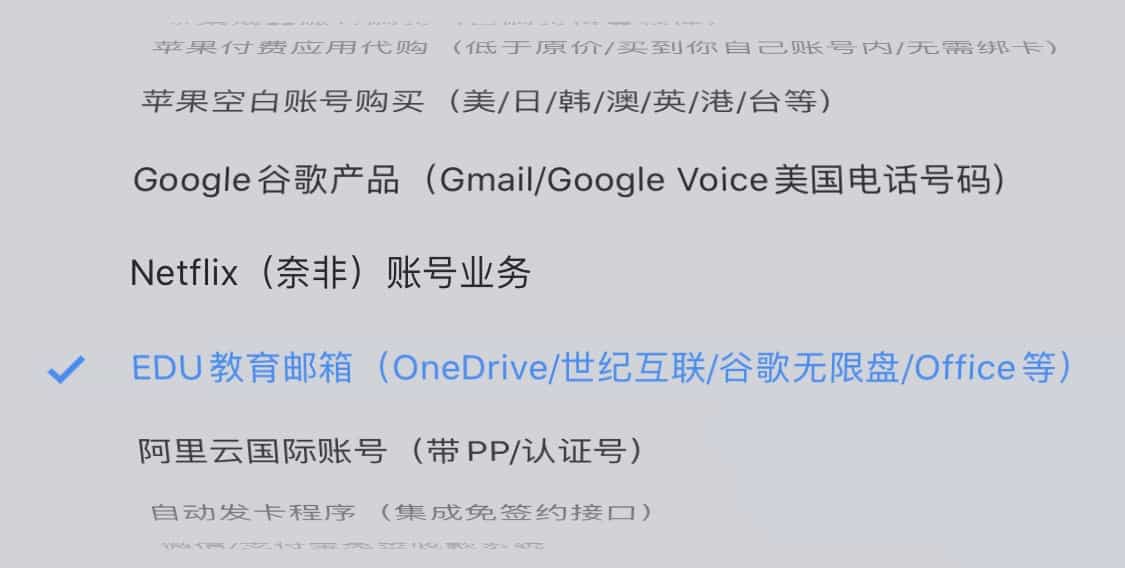 苹果付费应用代购（低于原价/买到你自己账号内/无需绑卡）
苹果空白账号购买（美/日/韩/澳/英/港/台等）
Google谷歌产品（Gmail/Google Voice美国电话号码）
Netflix（奈非）账号业务
EDU教育邮箱（OneDrive/世纪互联/谷歌无限盘/Office等）
阿里云国际账号（带PP/认证号）
自动发卡程序（集成免签约接口）